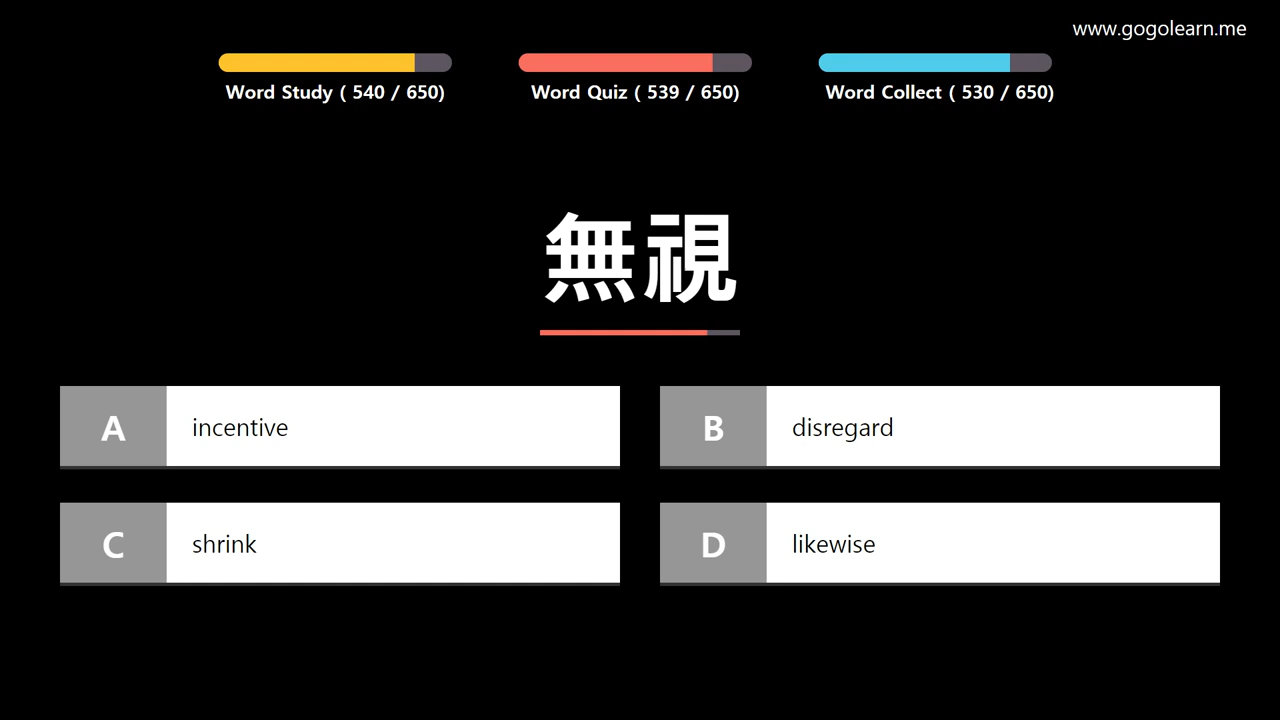 www.gogolearn.me
Word Study ( 540 / 650)
Word Quiz ( 539 / 650)
Word Collect ( 530 / 650)
無視
A incentive
B disregard
C shrink
D likewise